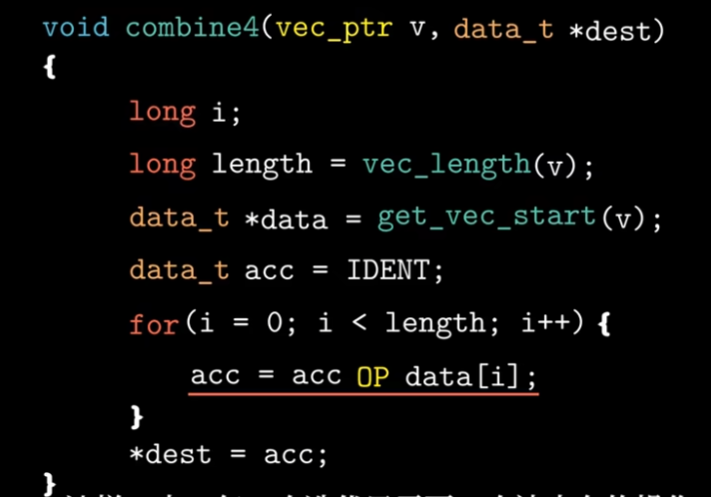 void combine4(vec_ptr v, data_t *dest)
{
long i;
long length = vec_length(v);
data_t *data = get_vec_start(v);
data_t acc = IDENT;
for(i = 0; i < length; i++) {
acc = acc OP data[i];
}
*dest = acc;
}